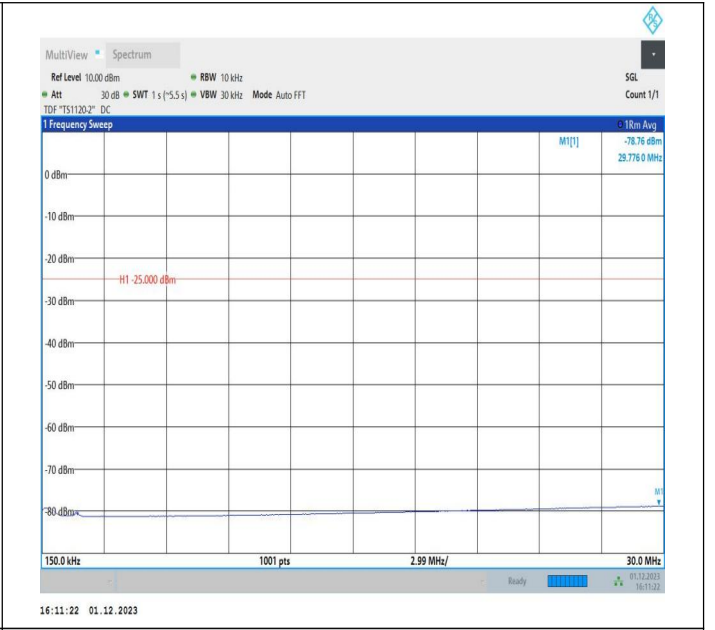 MultiView Spectrum
Ref Level 10.00 dBm RBW 10 kHz SGL
Att 30 dB SWT 1 s (~5.5 s) VBW 30 kHz Mode Auto FFT Count 1/1
TDF "TS1120-2" DC
1 Frequency Sweep 1Rm Avg
M1[1] -78.76 dBm
29.776 0 MHz
0 dBm
-10 dBm
-20 dBm
H1 -25.000 dBm
-30 dBm
-40 dBm
-50 dBm
-60 dBm
-70 dBm
M1
-80 dBm
150.0 kHz 1001 pts 2.99 MHz/ 30.0 MHz
Ready 01.12.2023
16:11:22
16:11:22 01.12.2023